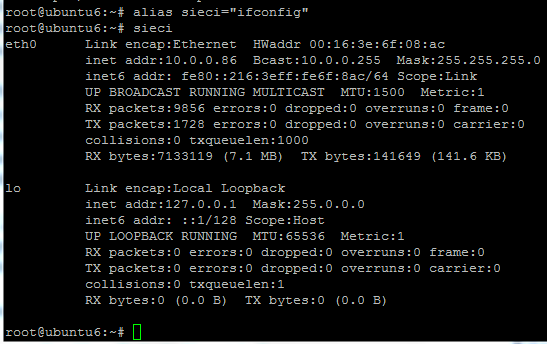 root@ubuntu6:~# alias sieci="ifconfig"
root@ubuntu6:~# sieci
eth0      Link encap:Ethernet  HWaddr 00:16:3e:6f:08:ac
          inet addr:10.0.0.86  Bcast:10.0.0.255  Mask:255.255.255.0
          inet6 addr: fe80::216:3eff:fe6f:8ac/64 Scope:Link
          UP BROADCAST RUNNING MULTICAST  MTU:1500  Metric:1
          RX packets:9856 errors:0 dropped:0 overruns:0 frame:0
          TX packets:1728 errors:0 dropped:0 overruns:0 carrier:0
          collisions:0 txqueuelen:1000
          RX bytes:7133119 (7.1 MB)  TX bytes:141649 (141.6 KB)
lo        Link encap:Local Loopback
          inet addr:127.0.0.1  Mask:255.0.0.0
          inet6 addr: ::1/128 Scope:Host
          UP LOOPBACK RUNNING  MTU:65536  Metric:1
          RX packets:0 errors:0 dropped:0 overruns:0 frame:0
          TX packets:0 errors:0 dropped:0 overruns:0 carrier:0
          collisions:0 txqueuelen:1
          RX bytes:0 (0.0 B)  TX bytes:0 (0.0 B)
root@ubuntu6:~#